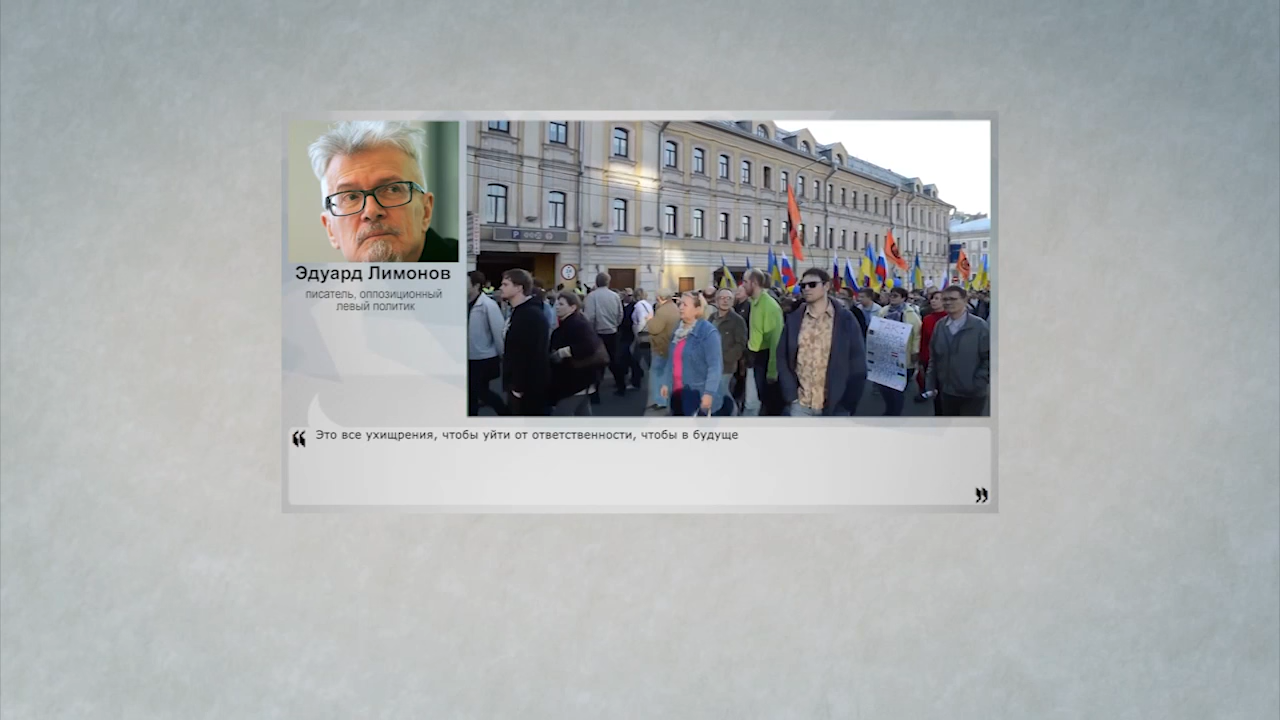 Эдуард Лимонов
писатель, оппозиционный
левый политик
“ Это все ухищрения, чтобы уйти от ответственности, чтобы в будуще
”